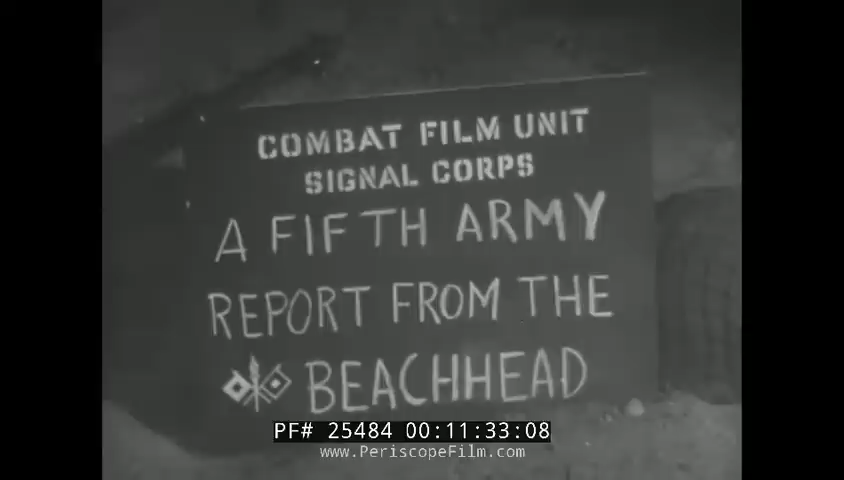 COMBAT FILM UNIT
SIGNAL CORPS
A FIFTH ARMY
REPORT FROM THE
BEACHHEAD
PF# 25484 00:11:33:08
www.PeriscopeFilm.com